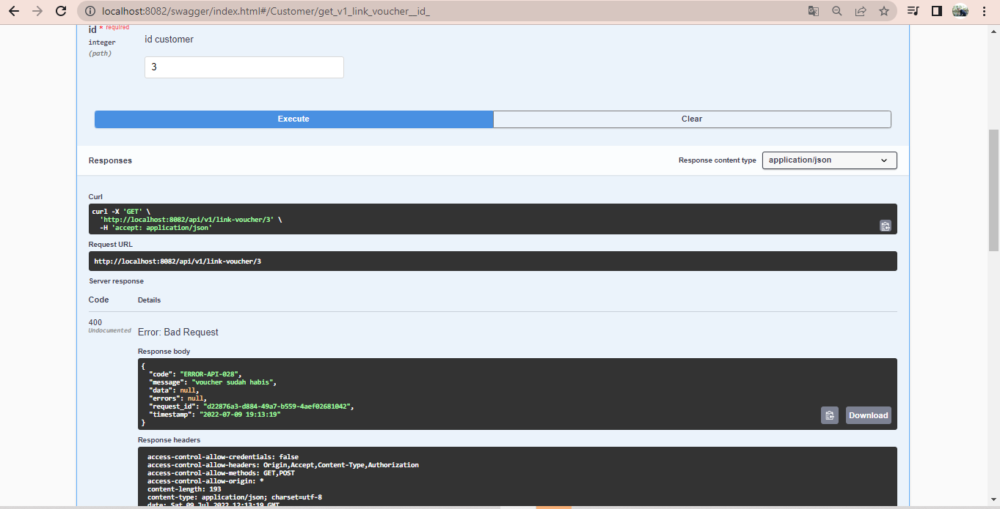 localhost:8082/swagger/index.html#/Customer/get_v1_link_voucher__id_
id * required
integer
(path)
id customer
3
Execute
Clear
Responses
Response content type
application/json
Curl
curl -X 'GET' \
'http://localhost:8082/api/v1/link-voucher/3' \
-H 'accept: application/json'
Request URL
http://localhost:8082/api/v1/link-voucher/3
Server response
Code Details
400
Undocumented
Error: Bad Request
Response body
{
"code": "ERROR-API-028",
"message": "voucher sudah habis",
"data": null,
"errors": null,
"request_id": "d22876a3-d884-49a7-b559-4aef02681042",
"timestamp": "2022-07-09 19:13:19"
}
Download
Response headers
access-control-allow-credentials: false
access-control-allow-headers: Origin,Accept,Content-Type,Authorization
access-control-allow-methods: GET,POST
access-control-allow-origin: *
content-length: 193
content-type: application/json; charset=utf-8
date: Sat,09 Jul 2022 12:13:19 GMT